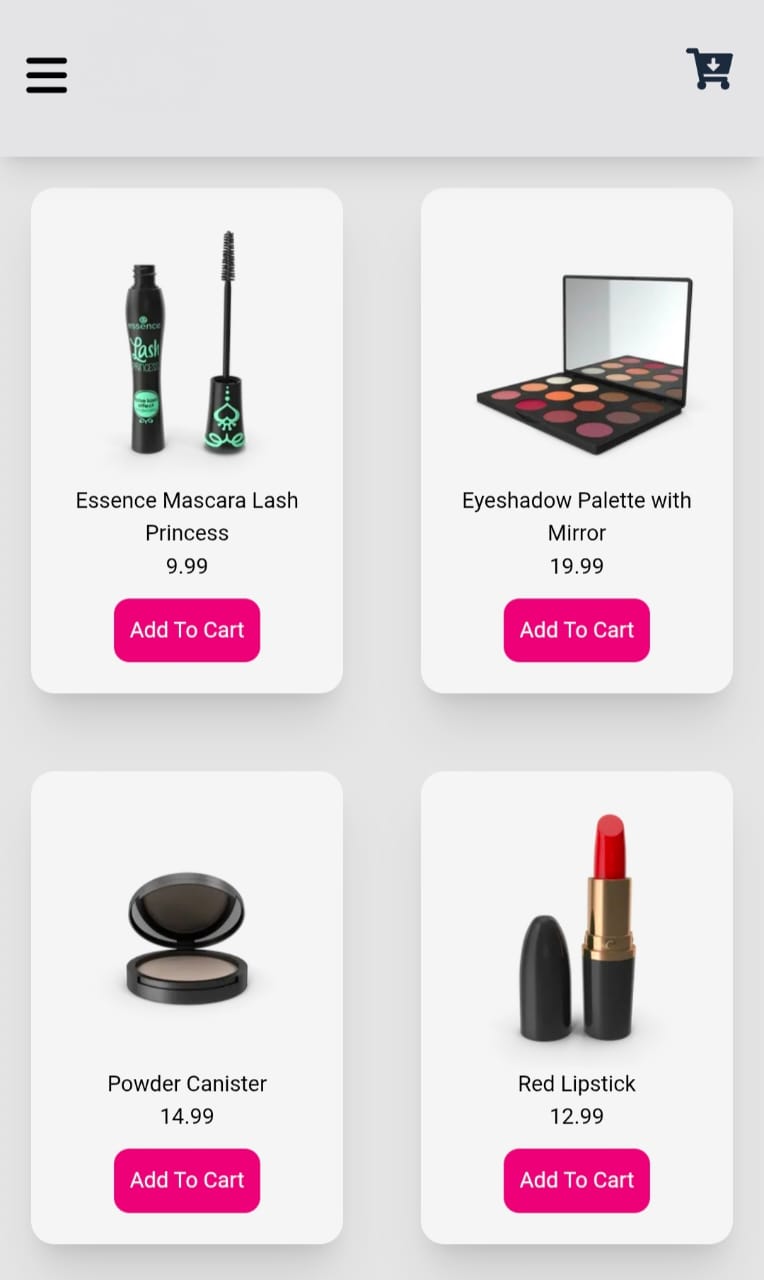 essence
Lash
PRINCESS
Essence Mascara Lash
Princess
9.99
Add To Cart
Eyeshadow Palette with
Mirror
19.99
Add To Cart
Powder Canister
14.99
Add To Cart
Red Lipstick
12.99
Add To Cart